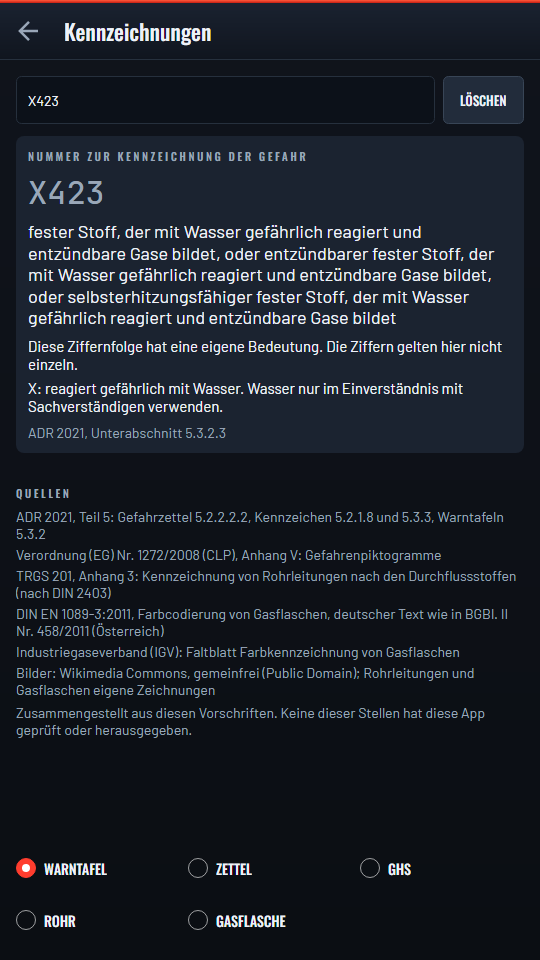 Kennzeichnungen
X423
LÖSCHEN
NUMMER ZUR KENNZEICHNUNG DER GEFAHR
X423
fester Stoff, der mit Wasser gefährlich reagiert und
entzündbare Gase bildet, oder entzündbarer fester Stoff, der
mit Wasser gefährlich reagiert und entzündbare Gase bildet,
oder selbsterhitzungsfähiger fester Stoff, der mit Wasser
gefährlich reagiert und entzündbare Gase bildet
Diese Ziffernfolge hat eine eigene Bedeutung. Die Ziffern gelten hier nicht
einzeln.
X: reagiert gefährlich mit Wasser. Wasser nur im Einverständnis mit
Sachverständigen verwenden.
ADR 2021, Unterabschnitt 5.3.2.3
QUELLEN
ADR 2021, Teil 5: Gefahrzettel 5.2.2.2.2, Kennzeichen 5.2.1.8 und 5.3.3, Warntafeln
5.3.2
Verordnung (EG) Nr. 1272/2008 (CLP), Anhang V: Gefahrenpiktogramme
TRGS 201, Anhang 3: Kennzeichnung von Rohrleitungen nach den Durchflussstoffen
(nach DIN 2403)
DIN EN 1089-3:2011, Farbcodierung von Gasflaschen, deutscher Text wie in BGBl. II
Nr. 458/2011 (Österreich)
Industriegaseverband (IGV): Faltblatt Farbkennzeichnung von Gasflaschen
Bilder: Wikimedia Commons, gemeinfrei (Public Domain); Rohrleitungen und
Gasflaschen eigene Zeichnungen
Zusammengestellt aus diesen Vorschriften. Keine dieser Stellen hat diese App
geprüft oder herausgegeben.
WARNTAFEL
ZETTEL
GHS
ROHR
GASFLASCHE